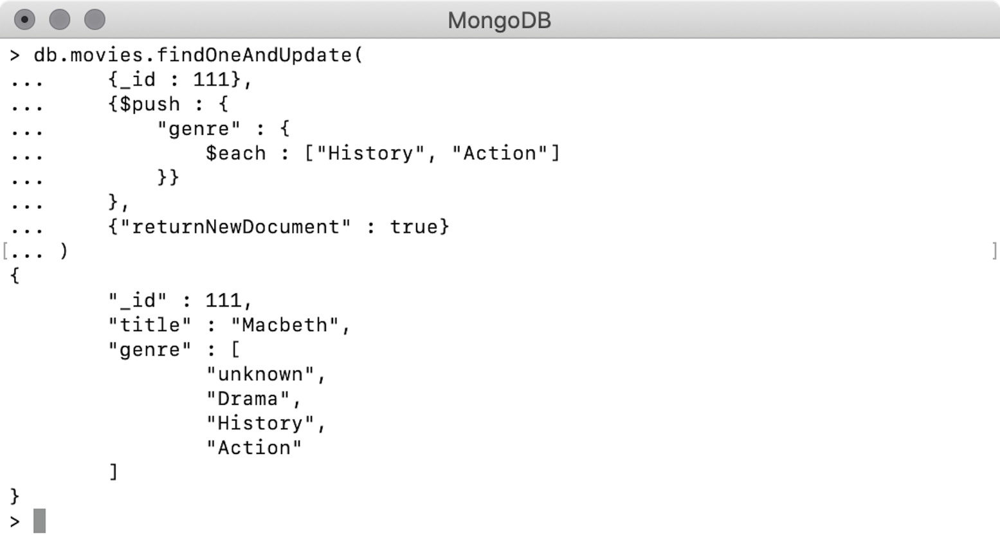 MongoDB
> db.movies.findOneAndUpdate(
...     {_id : 111},
...     {$push : {
...         "genre" : {
...             $each : ["History", "Action"]
...         }}
...     },
...     {"returnNewDocument" : true}
[... ) ]
{
        "_id" : 111,
        "title" : "Macbeth",
        "genre" : [
                "unknown",
                "Drama",
                "History",
                "Action"
        ]
}
>